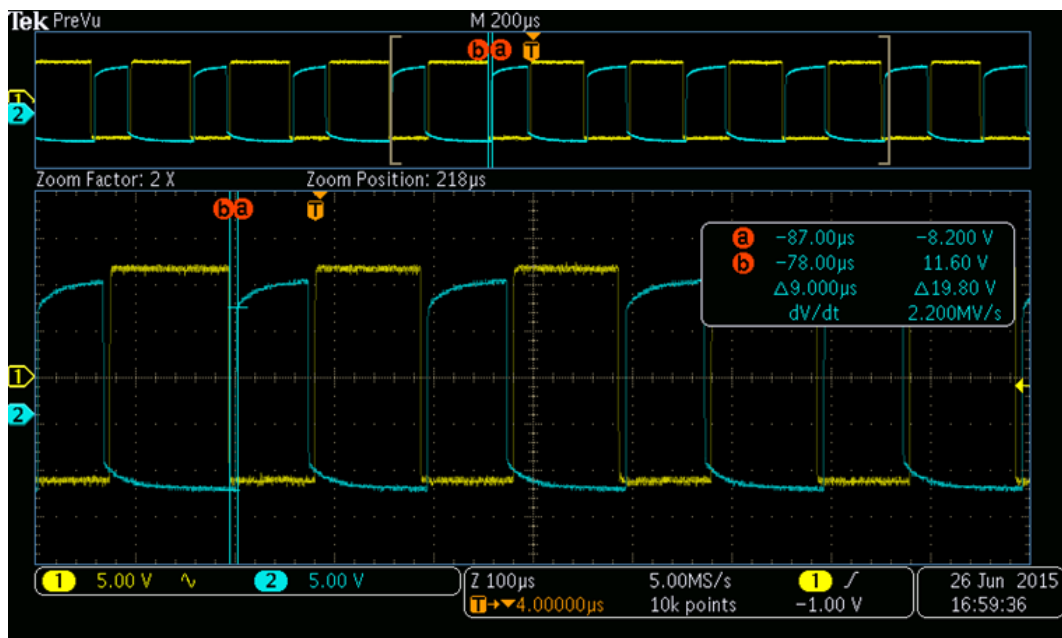 Tek PreVu M 200µs
b a T
1
2
Zoom Factor: 2 X Zoom Position: 218µs
b a T
a -87.00µs -8.200 V
b -78.00µs 11.60 V
Δ9.000µs Δ19.80 V
dV/dt 2.200MV/s
1
2
1 5.00 V ∿ 2 5.00 V Z 100µs 5.00MS/s 1 ∫ 26 Jun 2015
T→▼4.00000µs 10k points -1.00 V 16:59:36